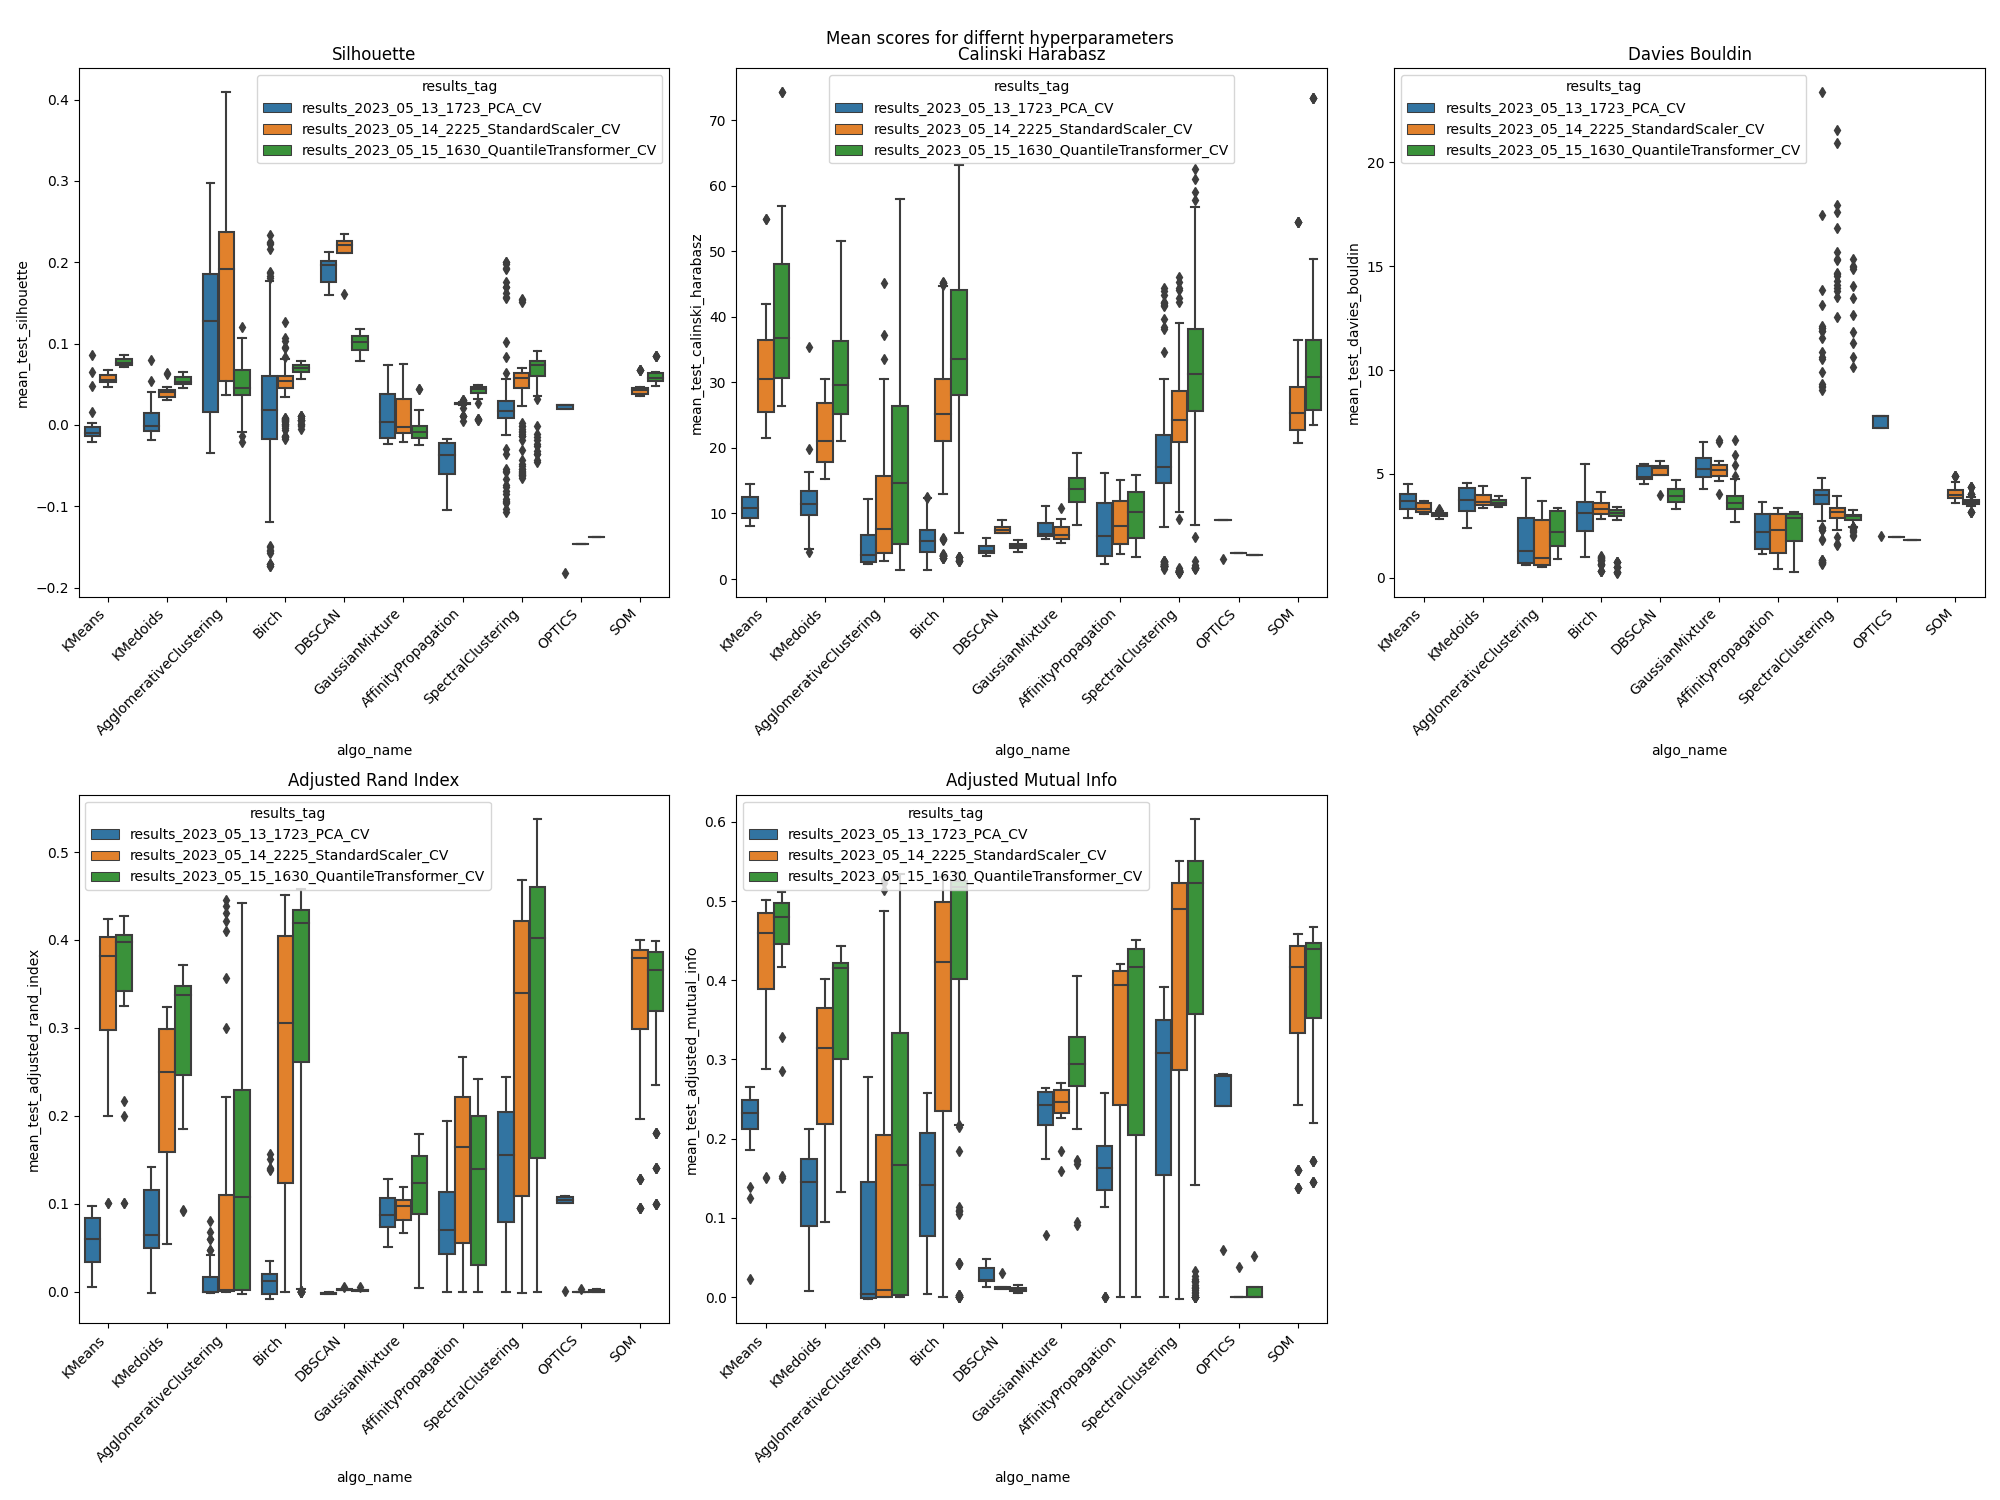 Mean scores for differnt hyperparameters
Silhouette
mean_test_silhouette
0.4
0.3
0.2
0.1
0.0
−0.1
−0.2
results_tag
results_2023_05_13_1723_PCA_CV
results_2023_05_14_2225_StandardScaler_CV
results_2023_05_15_1630_QuantileTransformer_CV
KMeans
KMedoids
AgglomerativeClustering
Birch
DBSCAN
GaussianMixture
AffinityPropagation
SpectralClustering
OPTICS
SOM
algo_name
Calinski Harabasz
mean_test_calinski_harabasz
70
60
50
40
30
20
10
0
results_tag
results_2023_05_13_1723_PCA_CV
results_2023_05_14_2225_StandardScaler_CV
results_2023_05_15_1630_QuantileTransformer_CV
KMeans
KMedoids
AgglomerativeClustering
Birch
DBSCAN
GaussianMixture
AffinityPropagation
SpectralClustering
OPTICS
SOM
algo_name
Davies Bouldin
mean_test_davies_bouldin
20
15
10
5
0
results_tag
results_2023_05_13_1723_PCA_CV
results_2023_05_14_2225_StandardScaler_CV
results_2023_05_15_1630_QuantileTransformer_CV
KMeans
KMedoids
AgglomerativeClustering
Birch
DBSCAN
GaussianMixture
AffinityPropagation
SpectralClustering
OPTICS
SOM
algo_name
Adjusted Rand Index
mean_test_adjusted_rand_index
0.5
0.4
0.3
0.2
0.1
0.0
results_tag
results_2023_05_13_1723_PCA_CV
results_2023_05_14_2225_StandardScaler_CV
results_2023_05_15_1630_QuantileTransformer_CV
KMeans
KMedoids
AgglomerativeClustering
Birch
DBSCAN
GaussianMixture
AffinityPropagation
SpectralClustering
OPTICS
SOM
algo_name
Adjusted Mutual Info
mean_test_adjusted_mutual_info
0.6
0.5
0.4
0.3
0.2
0.1
0.0
results_tag
results_2023_05_13_1723_PCA_CV
results_2023_05_14_2225_StandardScaler_CV
results_2023_05_15_1630_QuantileTransformer_CV
KMeans
KMedoids
AgglomerativeClustering
Birch
DBSCAN
GaussianMixture
AffinityPropagation
SpectralClustering
OPTICS
SOM
algo_name